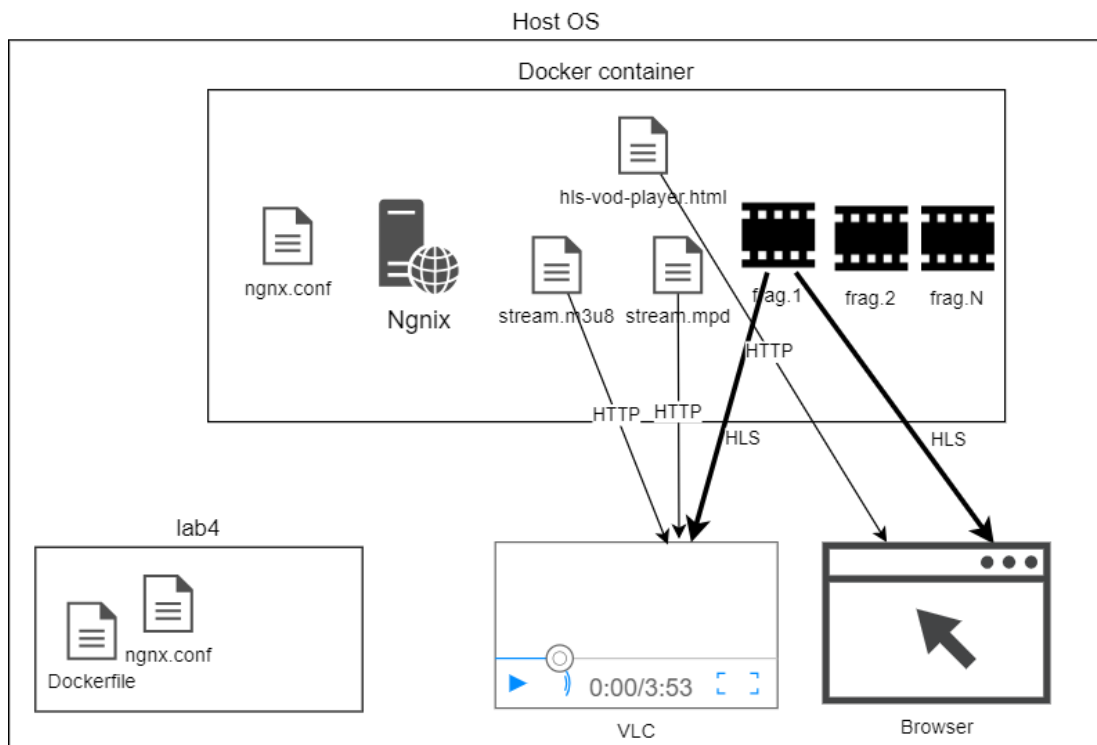 Host OS
Docker container
hls-vod-player.html
ngnx.conf
Ngnix
stream.m3u8
stream.mpd
frag.1
frag.2
frag.N
HTTP
HTTP
HTTP
HLS
HLS
lab4
ngnx.conf
Dockerfile
0:00/3:53
VLC
Browser